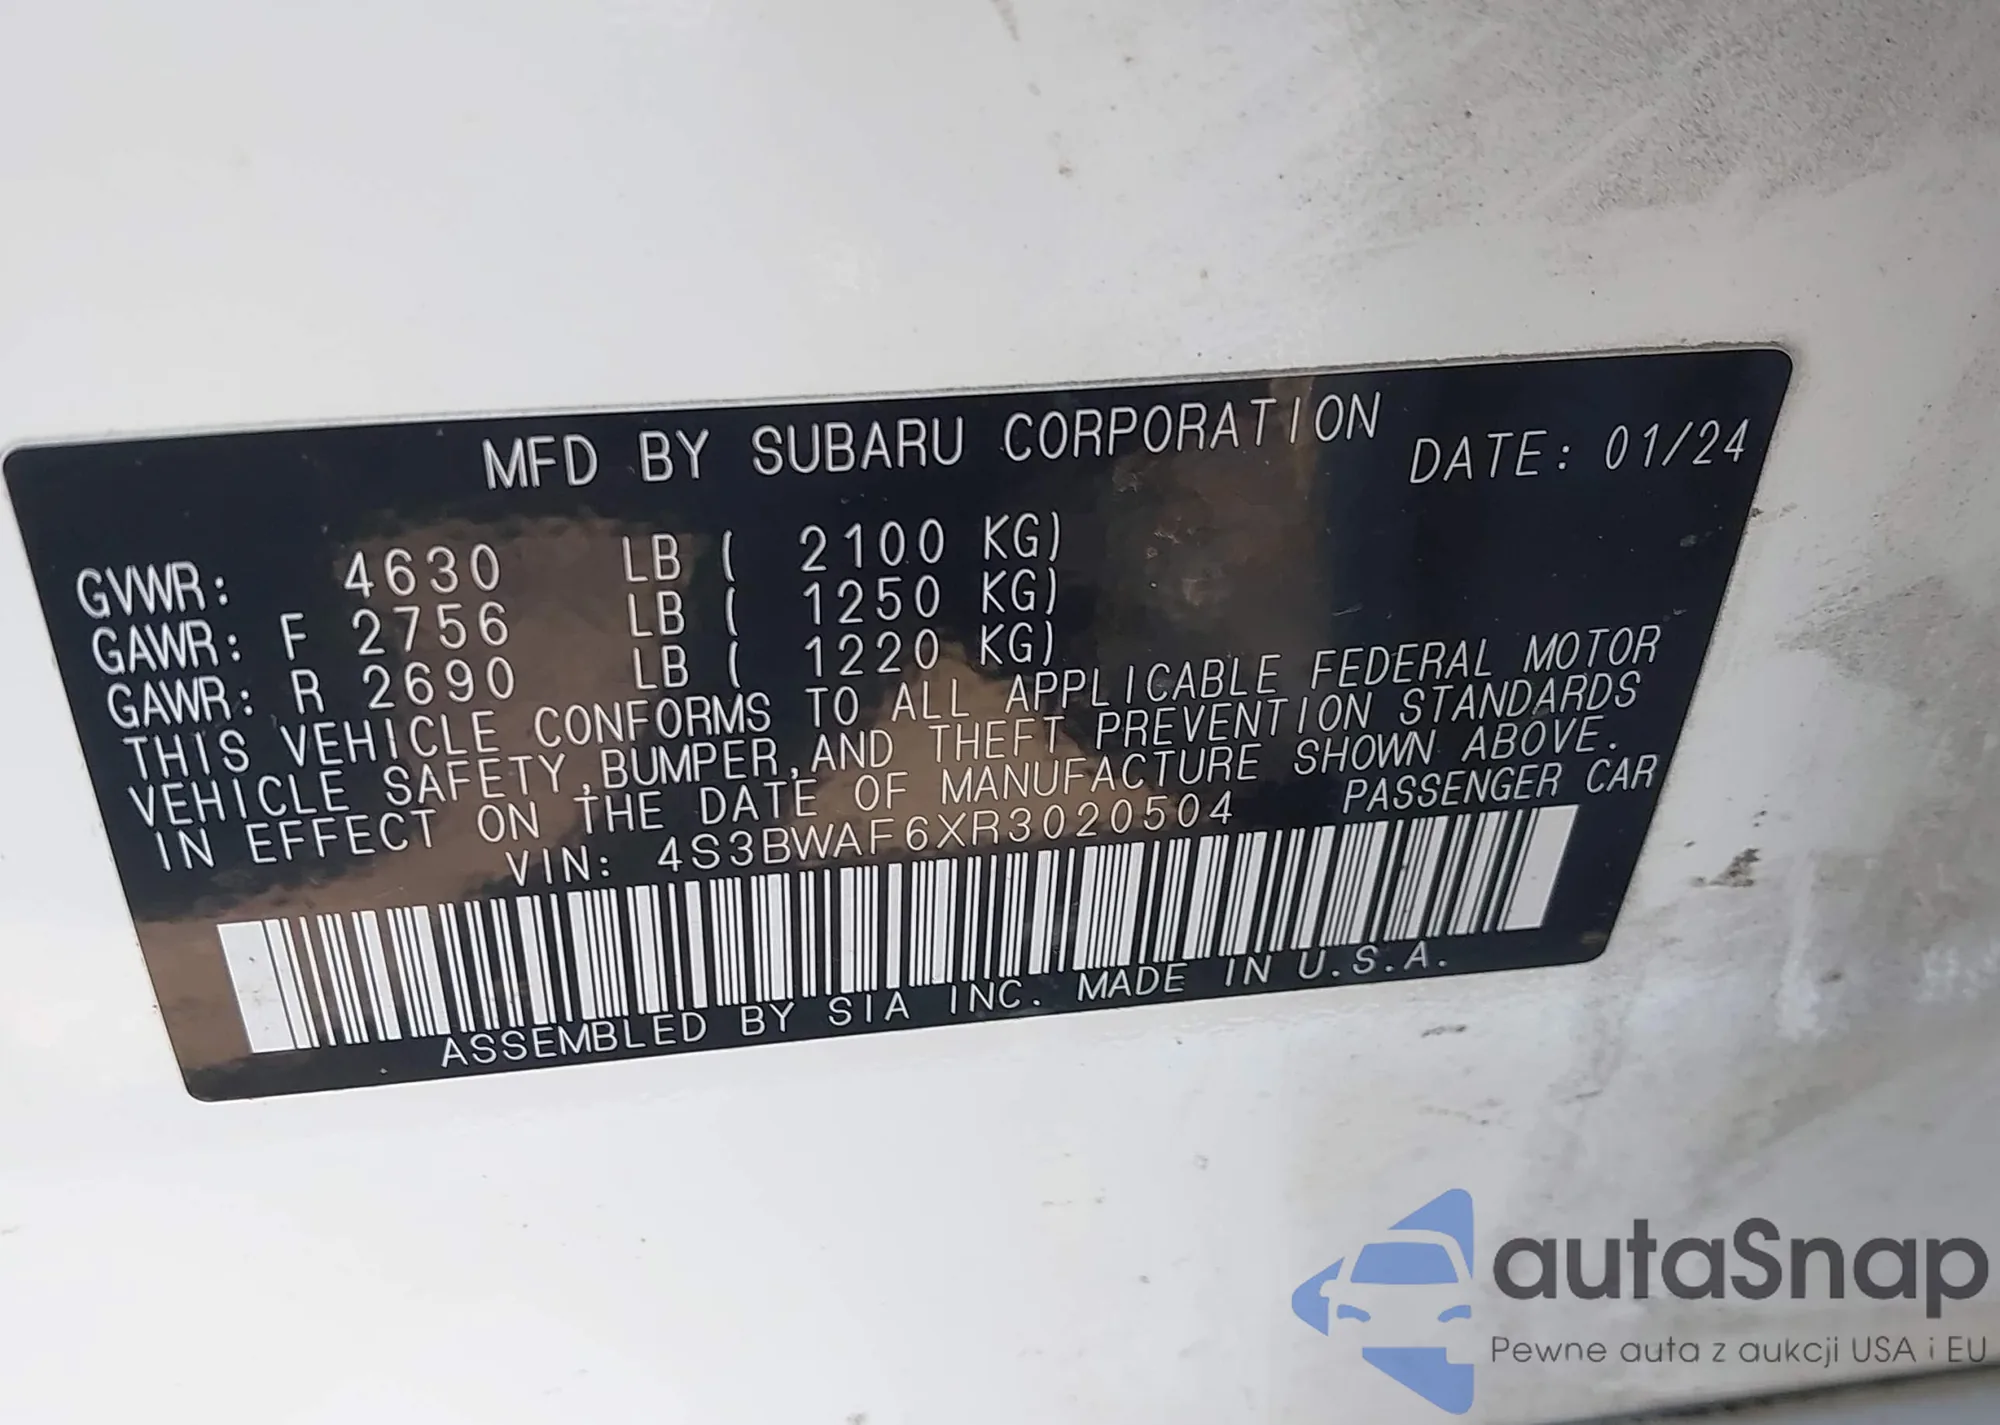 MFD BY SUBARU CORPORATION DATE: 01/24
GVWR: 4630 LB ( 2100 KG)
GAWR: F 2756 LB ( 1250 KG)
GAWR: R 2690 LB ( 1220 KG)
THIS VEHICLE CONFORMS TO ALL APPLICABLE FEDERAL MOTOR
VEHICLE SAFETY,BUMPER,AND THEFT PREVENTION STANDARDS
IN EFFECT ON THE DATE OF MANUFACTURE SHOWN ABOVE.
VIN: 4S3BWAF6XR3020504 PASSENGER CAR
ASSEMBLED BY SIA INC. MADE IN U.S.A.
autaSnap
Pewne auta z aukcji USA i EU